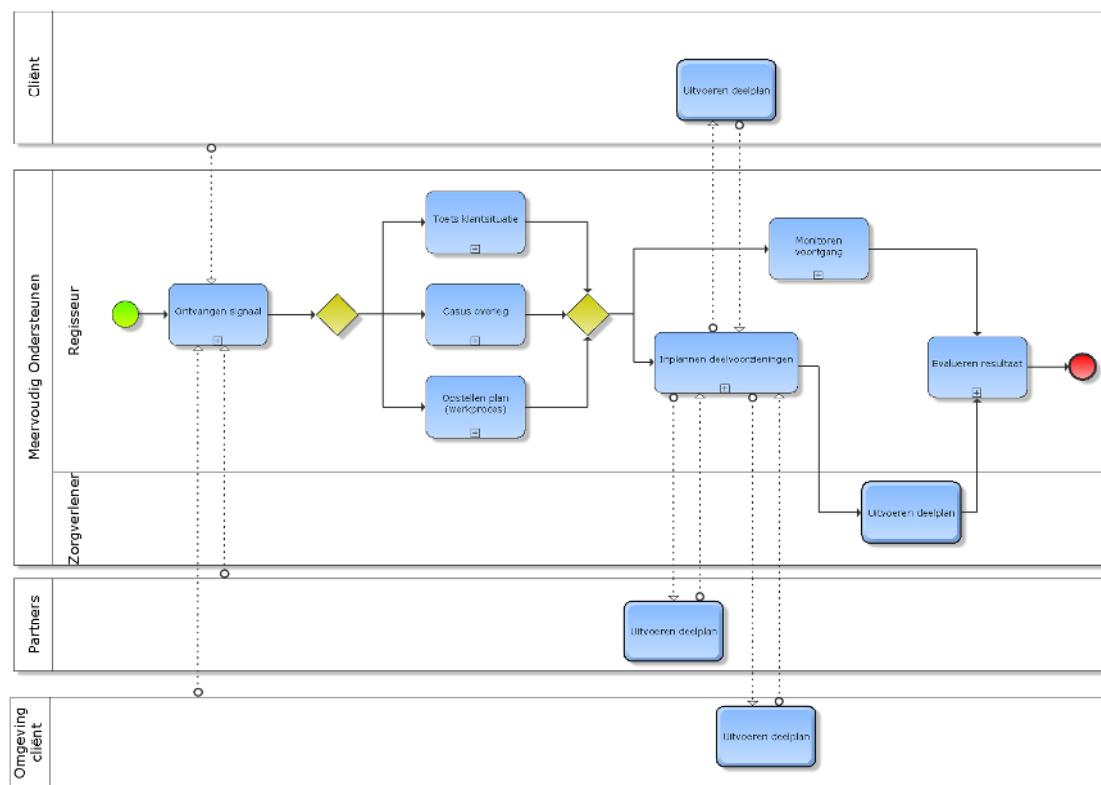 Cliënt
Uitvoeren deelplan
Meervoudig Ondersteunen
Regisseur
Toets klantsituatie
Monitoren
voortgang
Ontvangen signaal
Casus overleg
Inplannen deelvoorzieningen
Evalueren resultaat
Opstellen plan
(werkproces)
Zorgverlener
Uitvoeren deelplan
Partners
Uitvoeren deelplan
Omgeving
cliënt
Uitvoeren deelplan